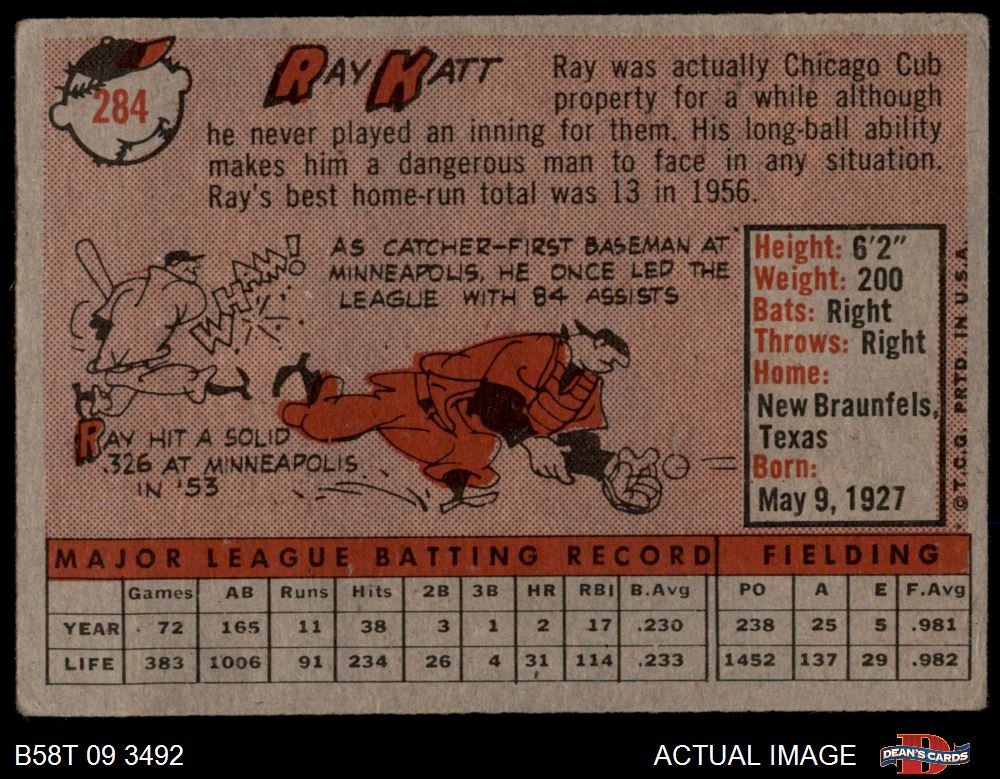 284
RAY KATT
Ray was actually Chicago Cub
property for a while although
he never played an inning for them. His long-ball ability
makes him a dangerous man to face in any situation.
Ray's best home-run total was 13 in 1956.
WHAM!
AS CATCHER-FIRST BASEMAN AT
MINNEAPOLIS, HE ONCE LED THE
LEAGUE WITH 84 ASSISTS
RAY HIT A SOLID
.326 AT MINNEAPOLIS
IN '53
Height: 6'2"
Weight: 200
Bats: Right
Throws: Right
Home:
New Braunfels,
Texas
Born:
May 9, 1927
© T.C.G. PRTD. IN U.S.A.
MAJOR LEAGUE BATTING RECORD FIELDING
Games AB Runs Hits 2B 3B HR RBI B.Avg PO A E F.Avg
YEAR 72 165 11 38 3 1 2 17 .230 238 25 5 .981
LIFE 383 1006 91 234 26 4 31 114 .233 1452 137 29 .982
B58T 09 3492 ACTUAL IMAGE DEAN'S CARDS